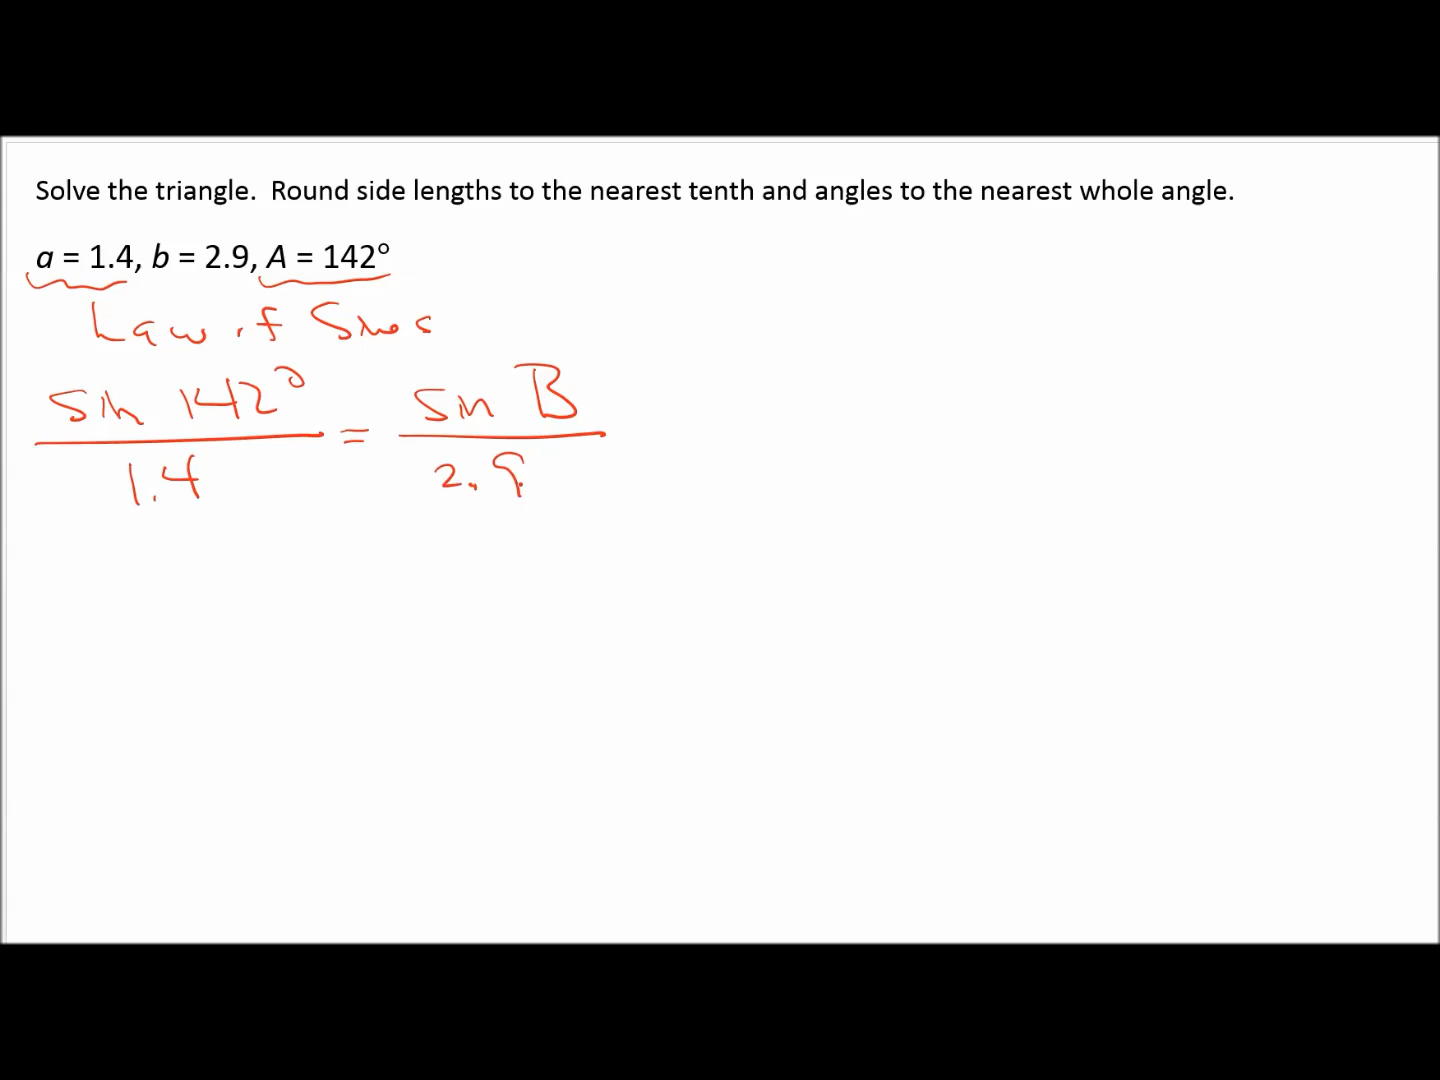 Solve the triangle.  Round side lengths to the nearest tenth and angles to the nearest whole angle.
a = 1.4, b = 2.9, A = 142°
Law of Sines
sin 142° / 1.4 = sin B / 2.9